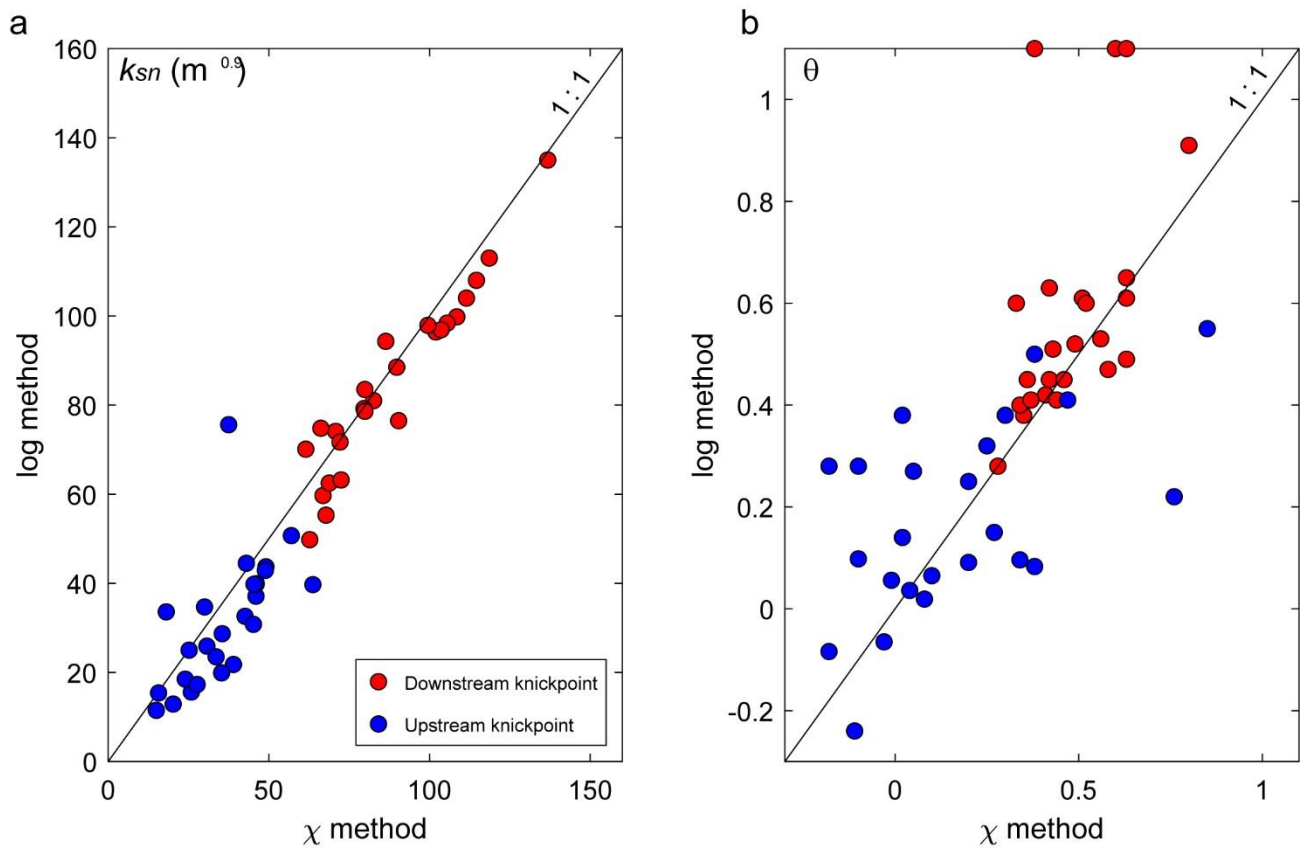 a
b
160
140
120
100
80
60
40
20
0
ksn (m 0.9)
1 : 1
log method
Downstream knickpoint
Upstream knickpoint
0 50 100 150
χ method
θ
1 : 1
1
0.8
0.6
0.4
0.2
0
-0.2
log method
0 0.5 1
χ method